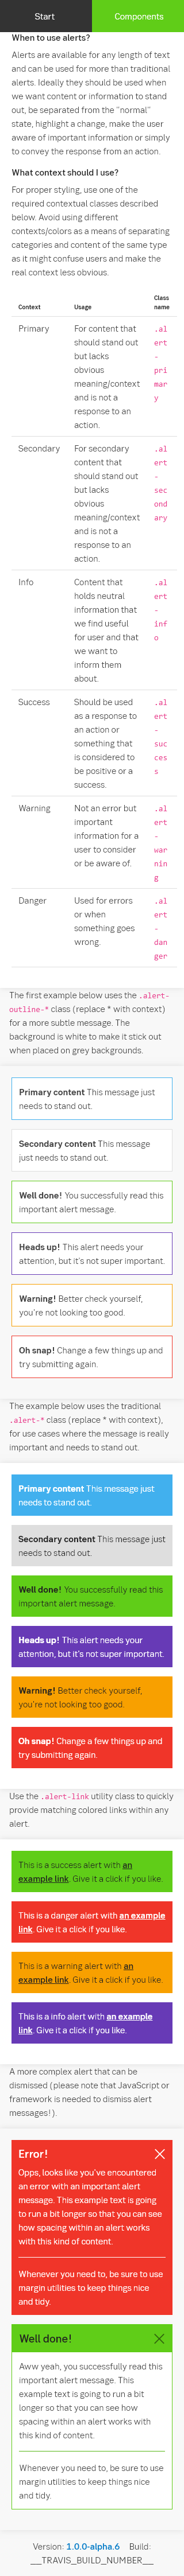 Start Components
When to use alerts?
Alerts are available for any length of text
and can be used for more than traditional
alerts. Ideally they should be used when
we want content or information to stand
out, be separated from the “normal”
state, highlight a change, make the user
aware of important information or simply
to convey the response from an action.
What context should I use?
For proper styling, use one of the
required contextual classes described
below. Avoid using different
contexts/colors as a means of separating
categories and content of the same type
as it might confuse users and make the
real context less obvious.
Context Usage Class
name
Primary For content that .al
should stand out ert
but lacks -
obvious pri
meaning/context mar
and is not a y
response to an
action.
Secondary For secondary .al
content that ert
should stand out -
but lacks sec
obvious ond
meaning/context ary
and is not a
response to an
action.
Info Content that .al
holds neutral ert
information that -
we find useful inf
for user and that o
we want to
inform them
about.
Success Should be used .al
as a response to ert
an action or -
something that suc
is considered to ces
be positive or a s
success.
Warning Not an error but .al
important ert
information for a -
user to consider war
or be aware of. nin
g
Danger Used for errors .al
or when ert
something goes -
wrong. dan
ger
The first example below uses the .alert-
outline-* class (replace * with context)
for a more subtle message. The
background is white to make it stick out
when placed on grey backgrounds.
Primary content This message just
needs to stand out.
Secondary content This message
just needs to stand out.
Well done! You successfully read this
important alert message.
Heads up! This alert needs your
attention, but it's not super important.
Warning! Better check yourself,
you're not looking too good.
Oh snap! Change a few things up and
try submitting again.
The example below uses the traditional
.alert-* class (replace * with context),
for use cases where the message is really
important and needs to stand out.
Primary content This message just
needs to stand out.
Secondary content This message just
needs to stand out.
Well done! You successfully read this
important alert message.
Heads up! This alert needs your
attention, but it's not super important.
Warning! Better check yourself,
you're not looking too good.
Oh snap! Change a few things up and
try submitting again.
Use the .alert-link utility class to quickly
provide matching colored links within any
alert.
This is a success alert with an
example link. Give it a click if you like.
This is a danger alert with an example
link. Give it a click if you like.
This is a warning alert with an
example link. Give it a click if you like.
This is a info alert with an example
link. Give it a click if you like.
A more complex alert that can be
dismissed (please note that JavaScript or
framework is needed to dismiss alert
messages!).
Error!
Opps, looks like you've encountered
an error with an important alert
message. This example text is going
to run a bit longer so that you can see
how spacing within an alert works
with this kind of content.
Whenever you need to, be sure to use
margin utilities to keep things nice
and tidy.
Well done!
Aww yeah, you successfully read this
important alert message. This
example text is going to run a bit
longer so that you can see how
spacing within an alert works with
this kind of content.
Whenever you need to, be sure to use
margin utilities to keep things nice
and tidy.
Version: 1.0.0-alpha.6 Build:
__TRAVIS_BUILD_NUMBER__